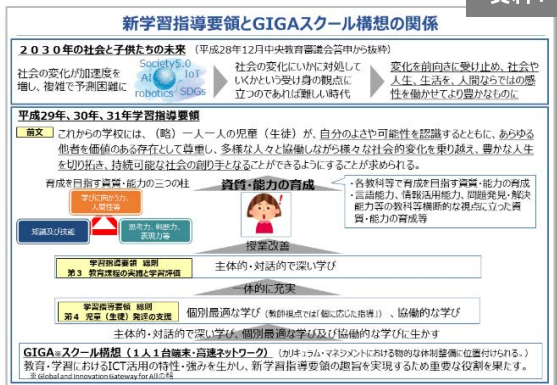 資料
新学習指導要領とGIGAスクール構想の関係
2030年の社会と子供たちの未来 (平成28年12月中央教育審議会答申から抜粋)
社会の変化が加速度を
増し、複雑で予測困難に
Society5.0
AI IoT
robotics SDGs
社会の変化にいかに対処して
いくかという受け身の観点に
立つのであれば難しい時代
変化を前向きに受け止め、社会や
人生、生活を、人間ならではの感
性を働かせてより豊かなものに
平成29年、30年、31年学習指導要領
前文 これからの学校には、(略)一人一人の児童(生徒)が、自分のよさや可能性を認識するとともに、あらゆる
他者を価値のある存在として尊重し、多様な人々と協働しながら様々な社会的変化を乗り越え、豊かな人生
を切り拓き、持続可能な社会の創り手となることができるようにすることが求められる。
育成を目指す資質・能力の三つの柱
学びに向かう力、
人間性等
知識及び技能
思考力、判断力、
表現力等
資質・能力の育成
・各教科等で育成を目指す資質・能力の育成
・言語能力、情報活用能力、問題発見・解決
能力等の教科等横断的な視点に立った資
質・能力の育成等
授業改善
学習指導要領 総則
第3 教育課程の実施と学習評価
主体的・対話的で深い学び
一体的に充実
学習指導要領 総則
第4 児童(生徒)発達の支援
個別最適な学び(教師視点では「個に応じた指導」)、協働的な学び
主体的・対話的で深い学び、個別最適な学び及び協働的な学びに生かす
GIGA※スクール構想(1人1台端末・高速ネットワーク) (カリキュラム・マネジメントにおける物的な体制整備に位置付けられる。)
教育・学習におけるICT活用の特性・強みを生かし、新学習指導要領の趣旨を実現するため重要な役割を果たす。
※ Global and Innovation Gateway for Allの略